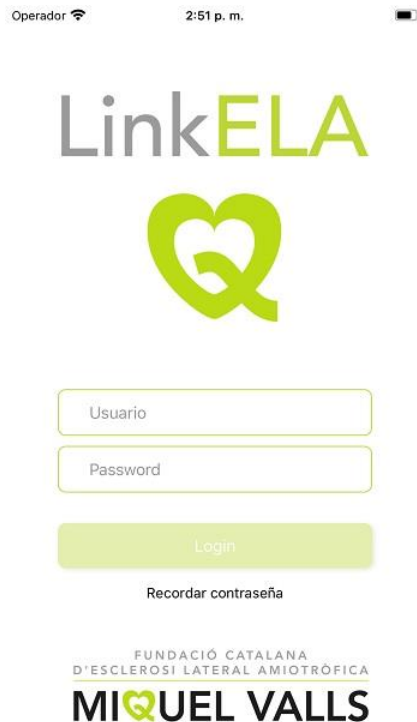 Operador 2:51 p. m.
LinkELA
Usuario
Password
Login
Recordar contraseña
FUNDACIÓ CATALANA
D'ESCLEROSI LATERAL AMIOTRÒFICA
MIQUEL VALLS